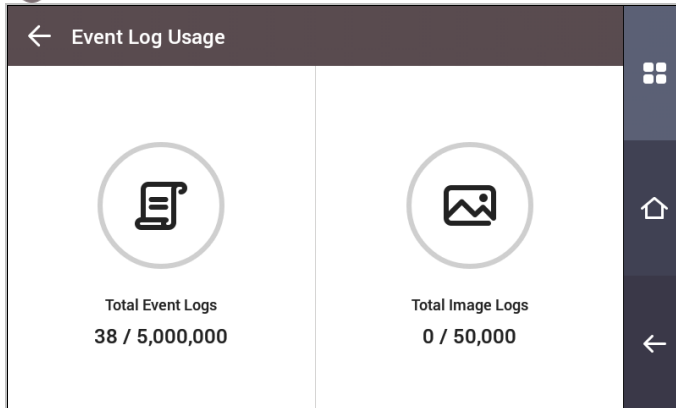 Event Log Usage
Total Event Logs
38 / 5,000,000
Total Image Logs
0 / 50,000